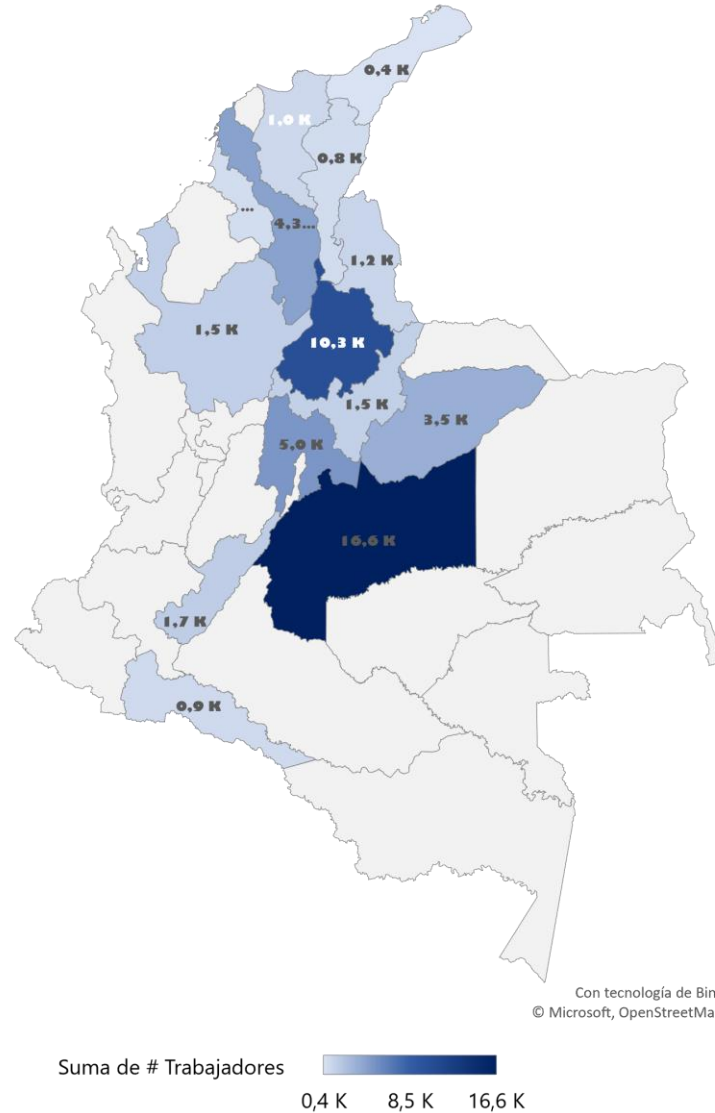 0,4 K
1,0 K
0,8 K
...
4,3...
1,2 K
1,5 K
10,3 K
1,5 K
3,5 K
5,0 K
16,6 K
1,7 K
0,9 K
Con tecnología de Bin
© Microsoft, OpenStreetMa
Suma de # Trabajadores
0,4 K 8,5 K 16,6 K